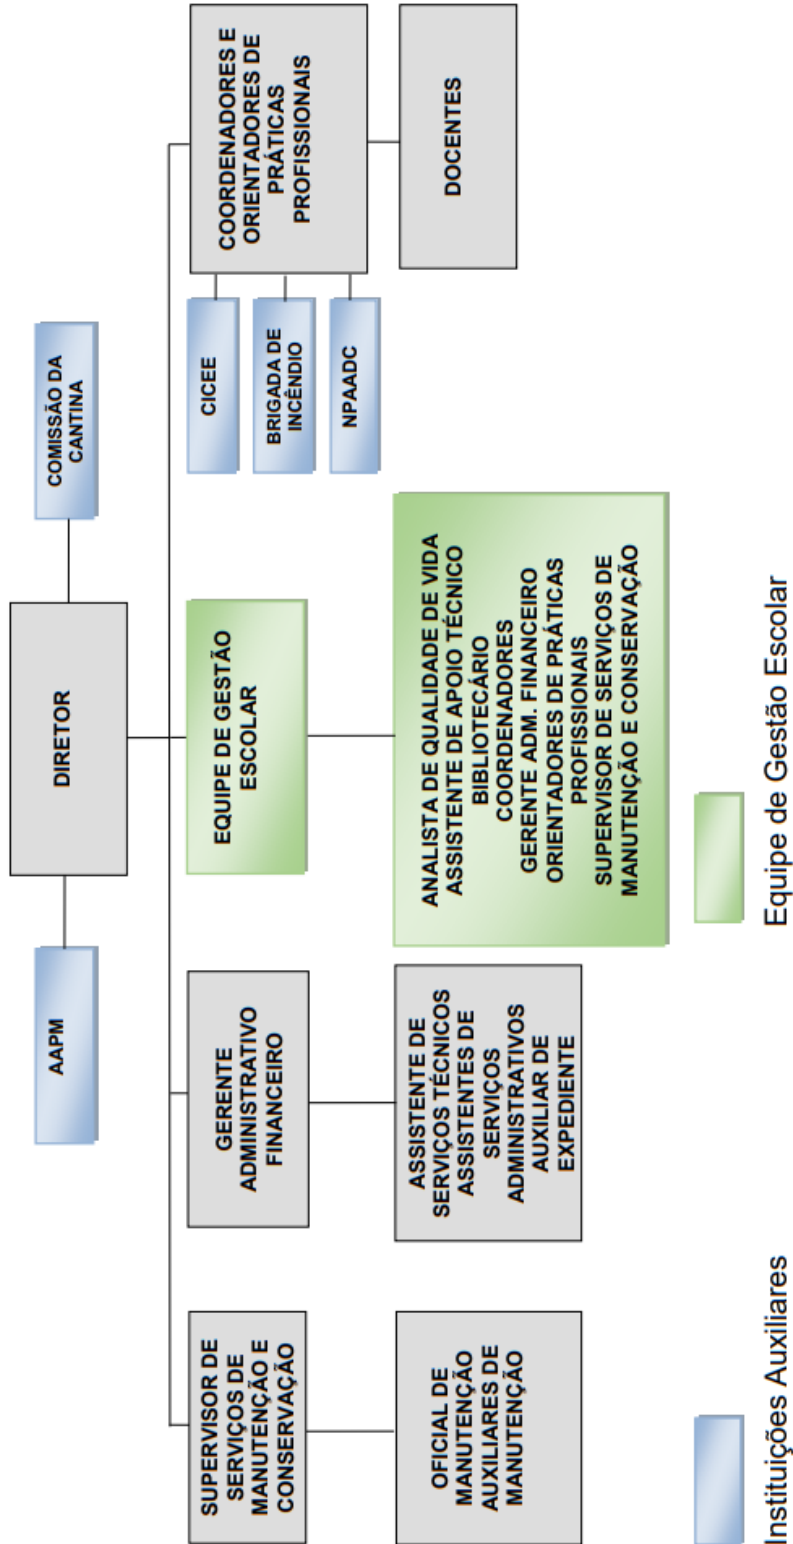 AAPM
DIRETOR
COMISSÃO DA
CANTINA
SUPERVISOR DE
SERVIÇOS DE
MANUTENÇÃO E
CONSERVAÇÃO
GERENTE
ADMINISTRATIVO
FINANCEIRO
EQUIPE DE GESTÃO
ESCOLAR
CICEE
BRIGADA DE
INCÊNDIO
NPAADC
COORDENADORES E
ORIENTADORES DE
PRÁTICAS
PROFISSIONAIS
OFICIAL DE
MANUTENÇÃO
AUXILIARES DE
MANUTENÇÃO
ASSISTENTE DE
SERVIÇOS TÉCNICOS
ASSISTENTES DE
SERVIÇOS
ADMINISTRATIVOS
AUXILIAR DE
EXPEDIENTE
ANALISTA DE QUALIDADE DE VIDA
ASSISTENTE DE APOIO TÉCNICO
BIBLIOTECÁRIO
COORDENADORES
GERENTE ADM. FINANCEIRO
ORIENTADORES DE PRÁTICAS
PROFISSIONAIS
SUPERVISOR DE SERVIÇOS DE
MANUTENÇÃO E CONSERVAÇÃO
DOCENTES
Instituições Auxiliares
Equipe de Gestão Escolar